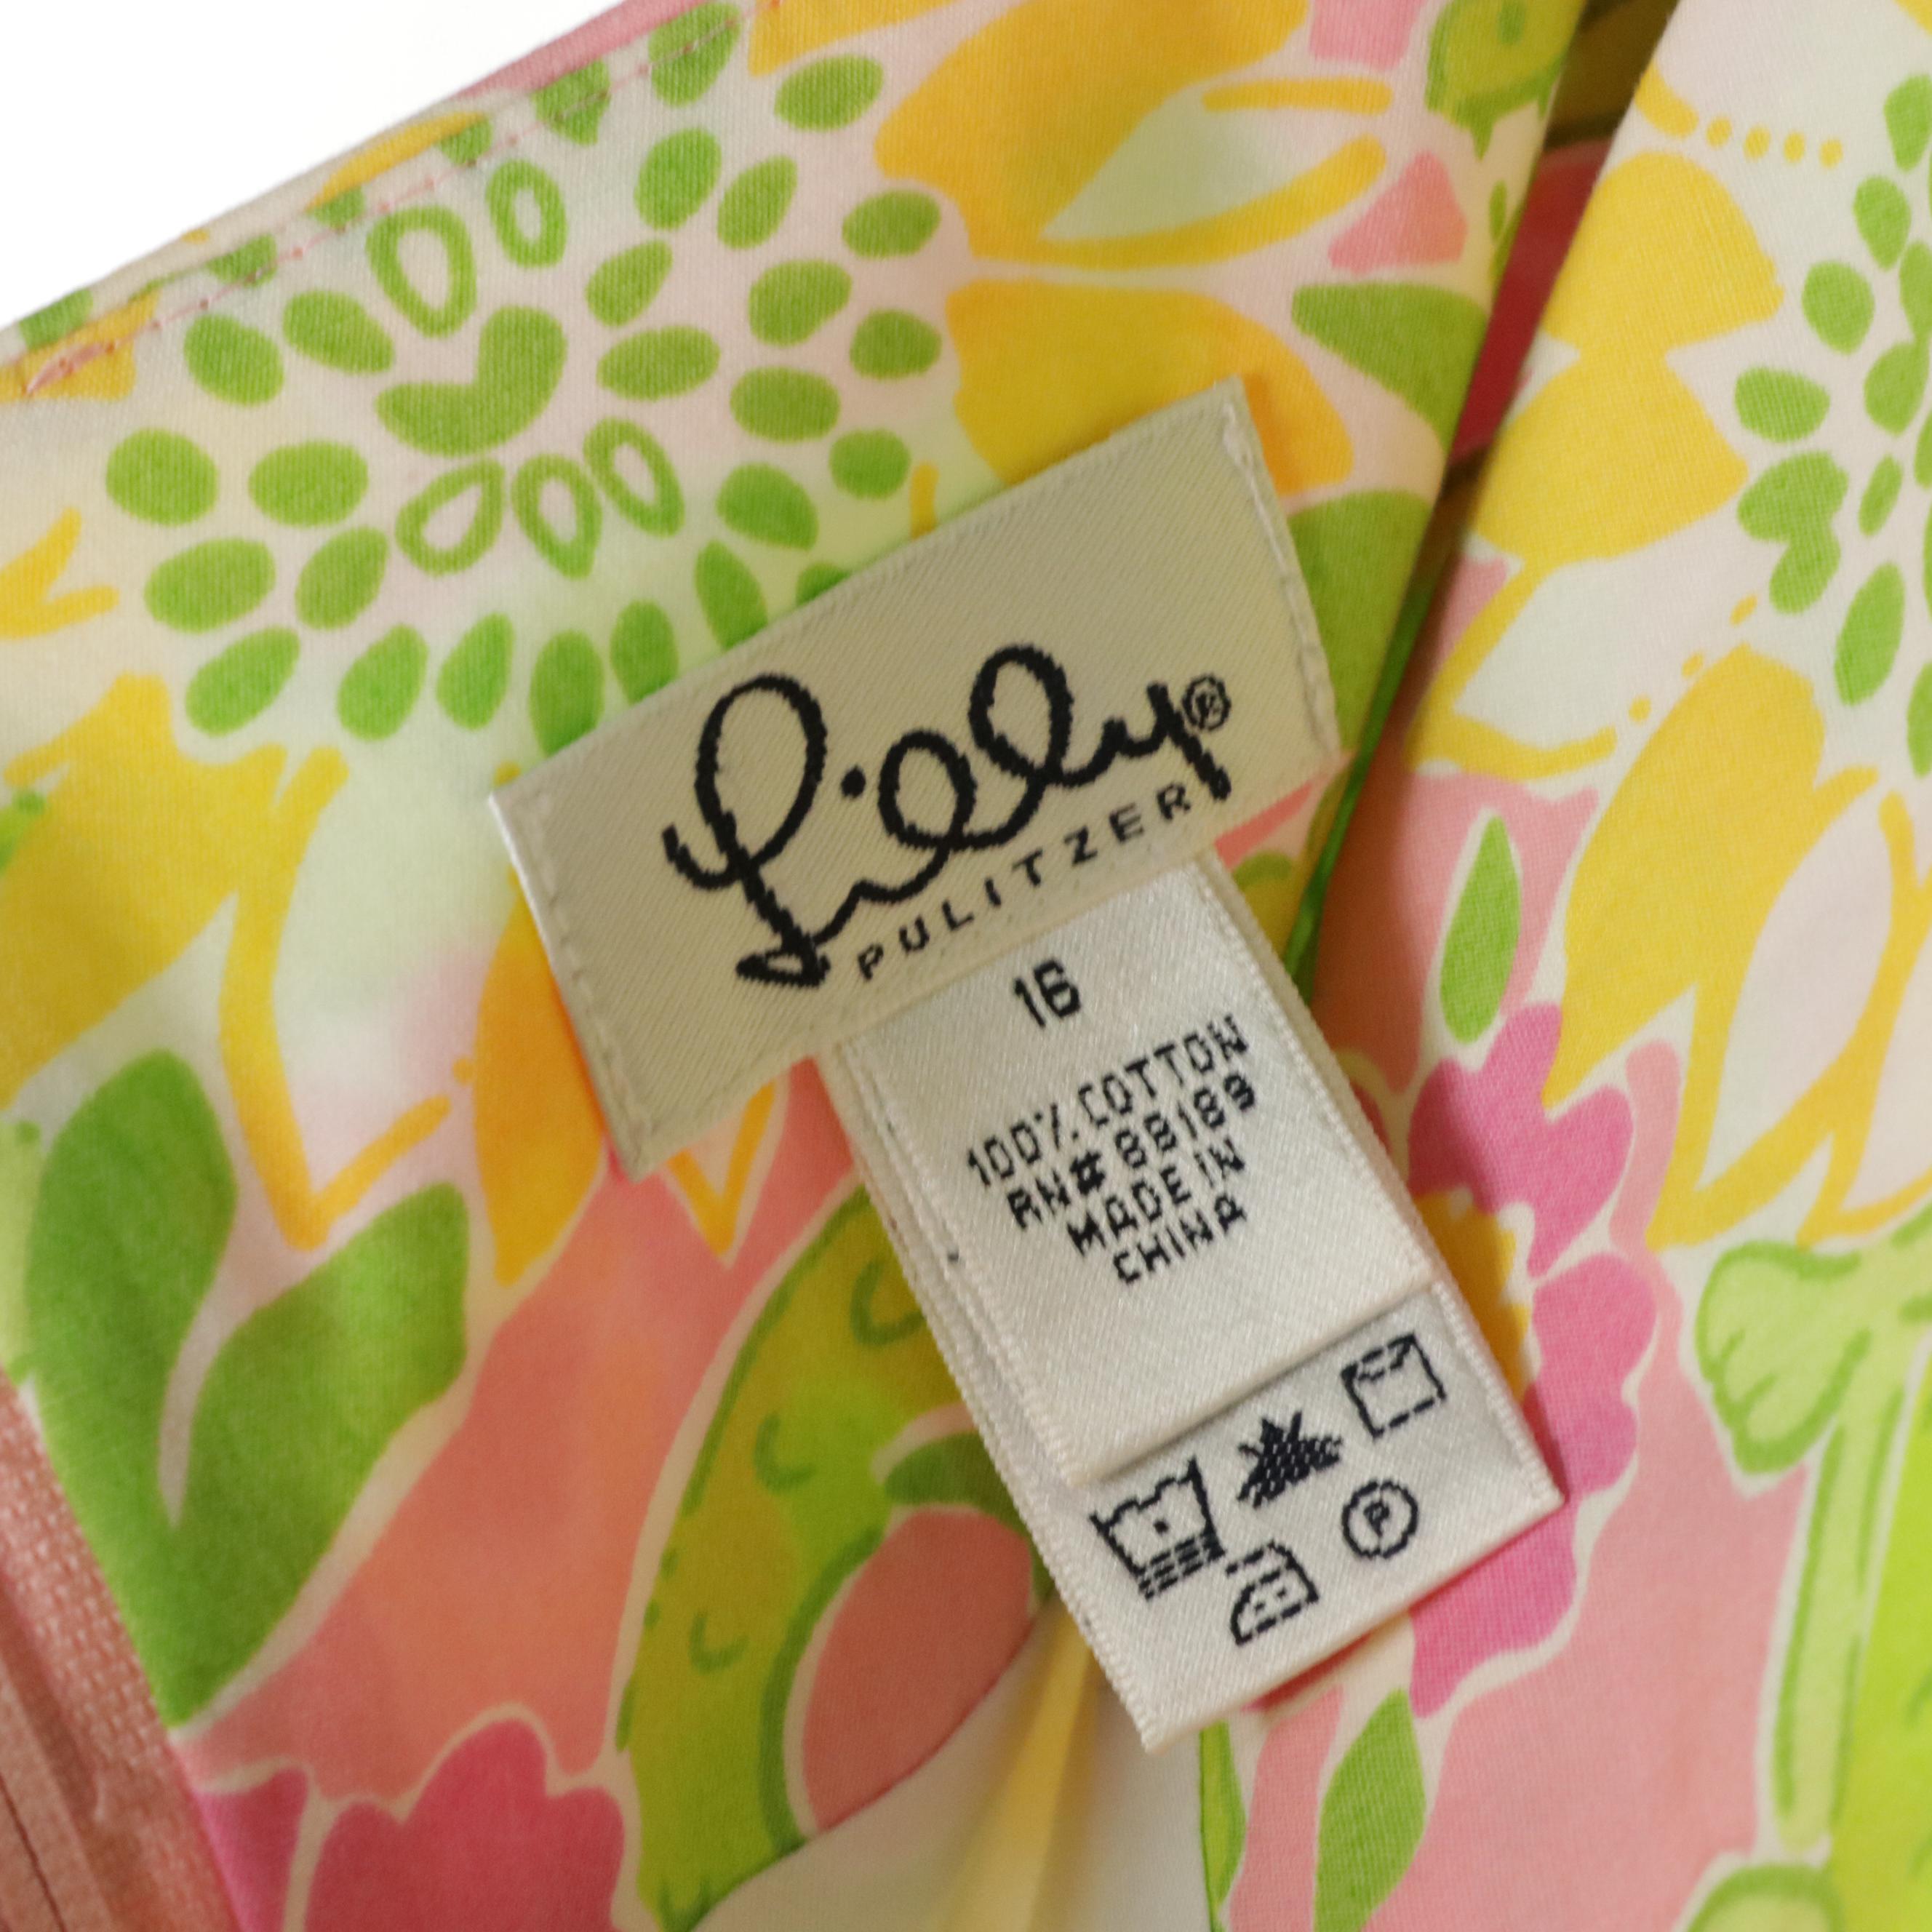 Lilly®
PULITZER
16
100% COTTON
RN# 88189
MADE IN
CHINA
P